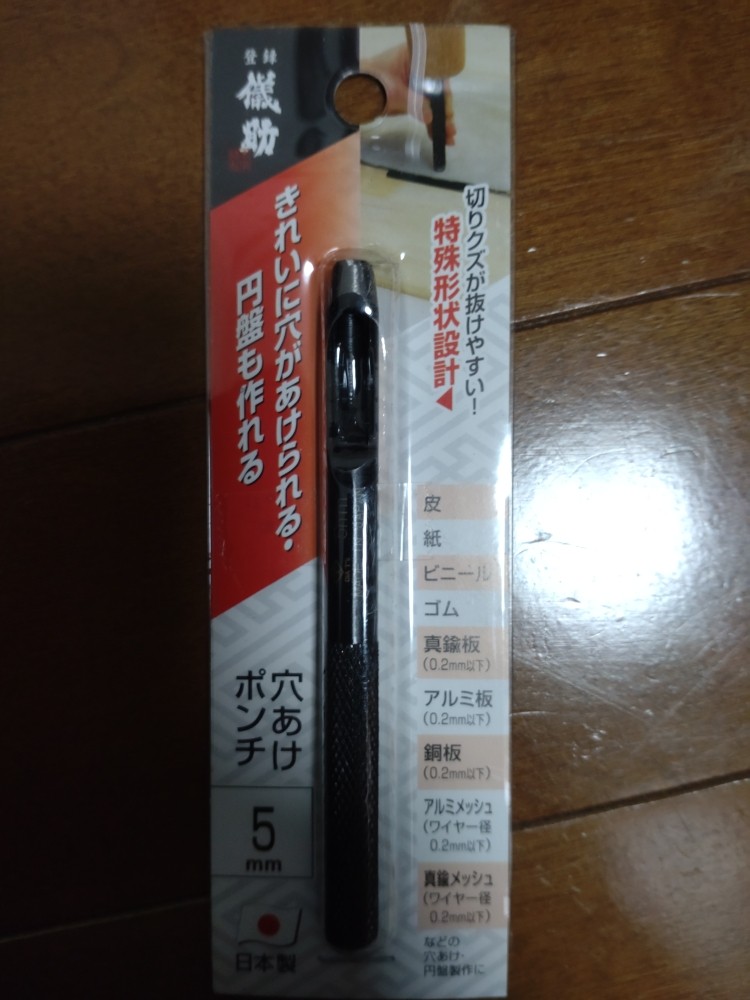 登録
儀助
切りクズが抜けやすい!
特殊形状設計
きれいに穴があけられる・
円盤も作れる
皮
紙
ビニール
ゴム
真鍮板
(0.2mm以下)
アルミ板
(0.2mm以下)
銅板
(0.2mm以下)
アルミメッシュ
(ワイヤー径
0.2mm以下)
真鍮メッシュ
(ワイヤー径
0.2mm以下)
などの
穴あけ・
円盤製作に
穴あけ
ポンチ
5
mm
日本製